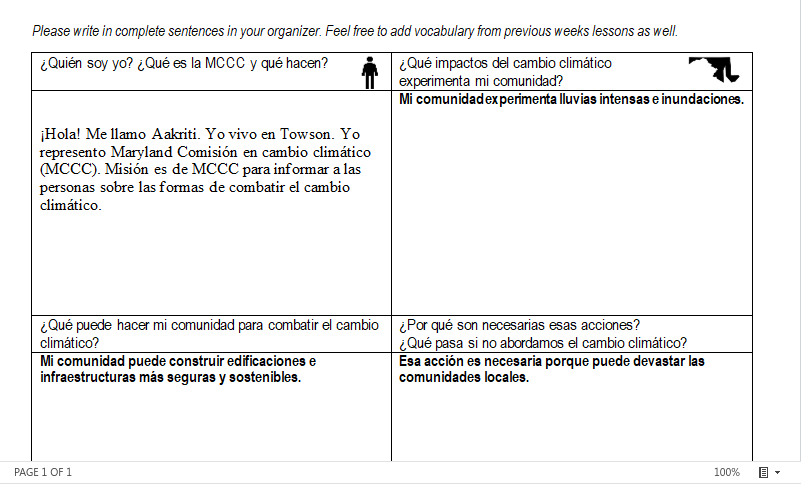 Please write in complete sentences in your organizer. Feel free to add vocabulary from previous weeks lessons as well.
¿Quién soy yo? ¿Qué es la MCCC y qué hacen?
¡Hola! Me llamo Aakriti. Yo vivo en Towson. Yo
represento Maryland Comisión en cambio climático
(MCCC). Misión es de MCCC para informar a las
personas sobre las formas de combatir el cambio
climático.
¿Qué impactos del cambio climático
experimenta mi comunidad?
Mi comunidad experimenta lluvias intensas e inundaciones.
¿Qué puede hacer mi comunidad para combatir el cambio
climático?
Mi comunidad puede construir edificaciones e
infraestructuras más seguras y sostenibles.
¿Por qué son necesarias esas acciones?
¿Qué pasa si no abordamos el cambio climático?
Esa acción es necesaria porque puede devastar las
comunidades locales.
PAGE 1 OF 1
100%